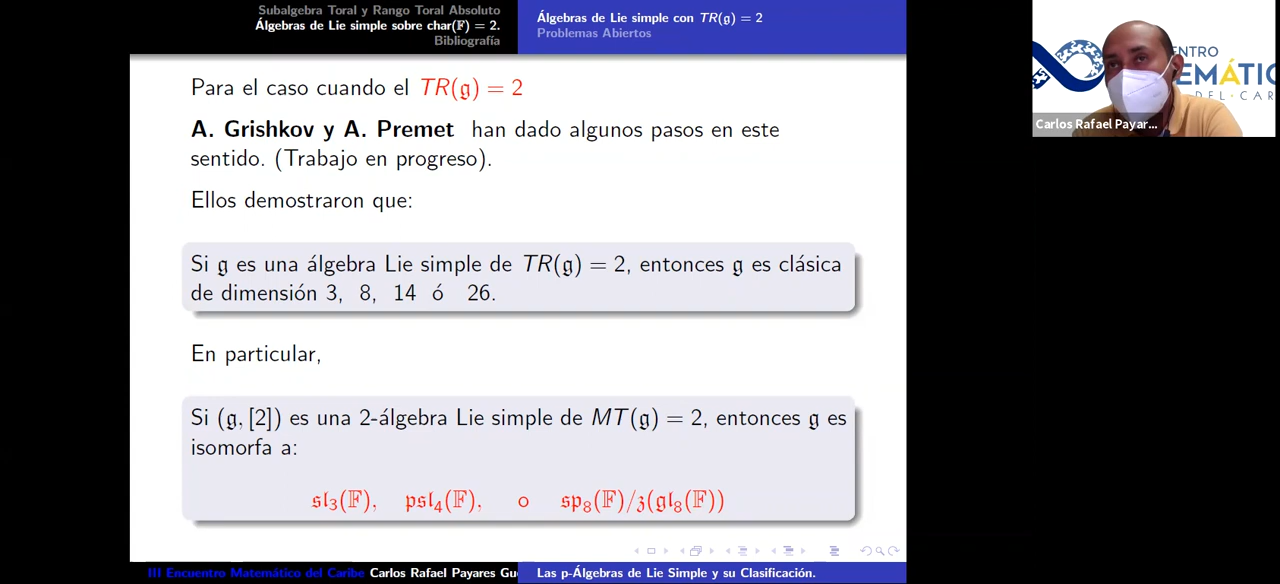 Subalgebra Toral y Rango Toral Absoluto
Álgebras de Lie simple sobre char(𝔽) = 2.
Bibliografía
Álgebras de Lie simple con TR(𝔤) = 2
Problemas Abiertos
Para el caso cuando el TR(𝔤) = 2
A. Grishkov y A. Premet han dado algunos pasos en este
sentido. (Trabajo en progreso).
Ellos demostraron que:
Si 𝔤 es una álgebra Lie simple de TR(𝔤) = 2, entonces 𝔤 es clásica
de dimensión 3, 8, 14 ó 26.
En particular,
Si (𝔤, [2]) es una 2-álgebra Lie simple de MT(𝔤) = 2, entonces 𝔤 es
isomorfa a:
𝔰𝔩₃(𝔽), 𝔭𝔰𝔩₄(𝔽), o 𝔰𝔭₈(𝔽)/𝔷(𝔤𝔩₈(𝔽))
III Encuentro Matemático del Caribe Carlos Rafael Payares Gu
Las p-Álgebras de Lie Simple y su Clasificación.
NTRO
EMÁTIC
DEL·CAR
Carlos Rafael Payar...